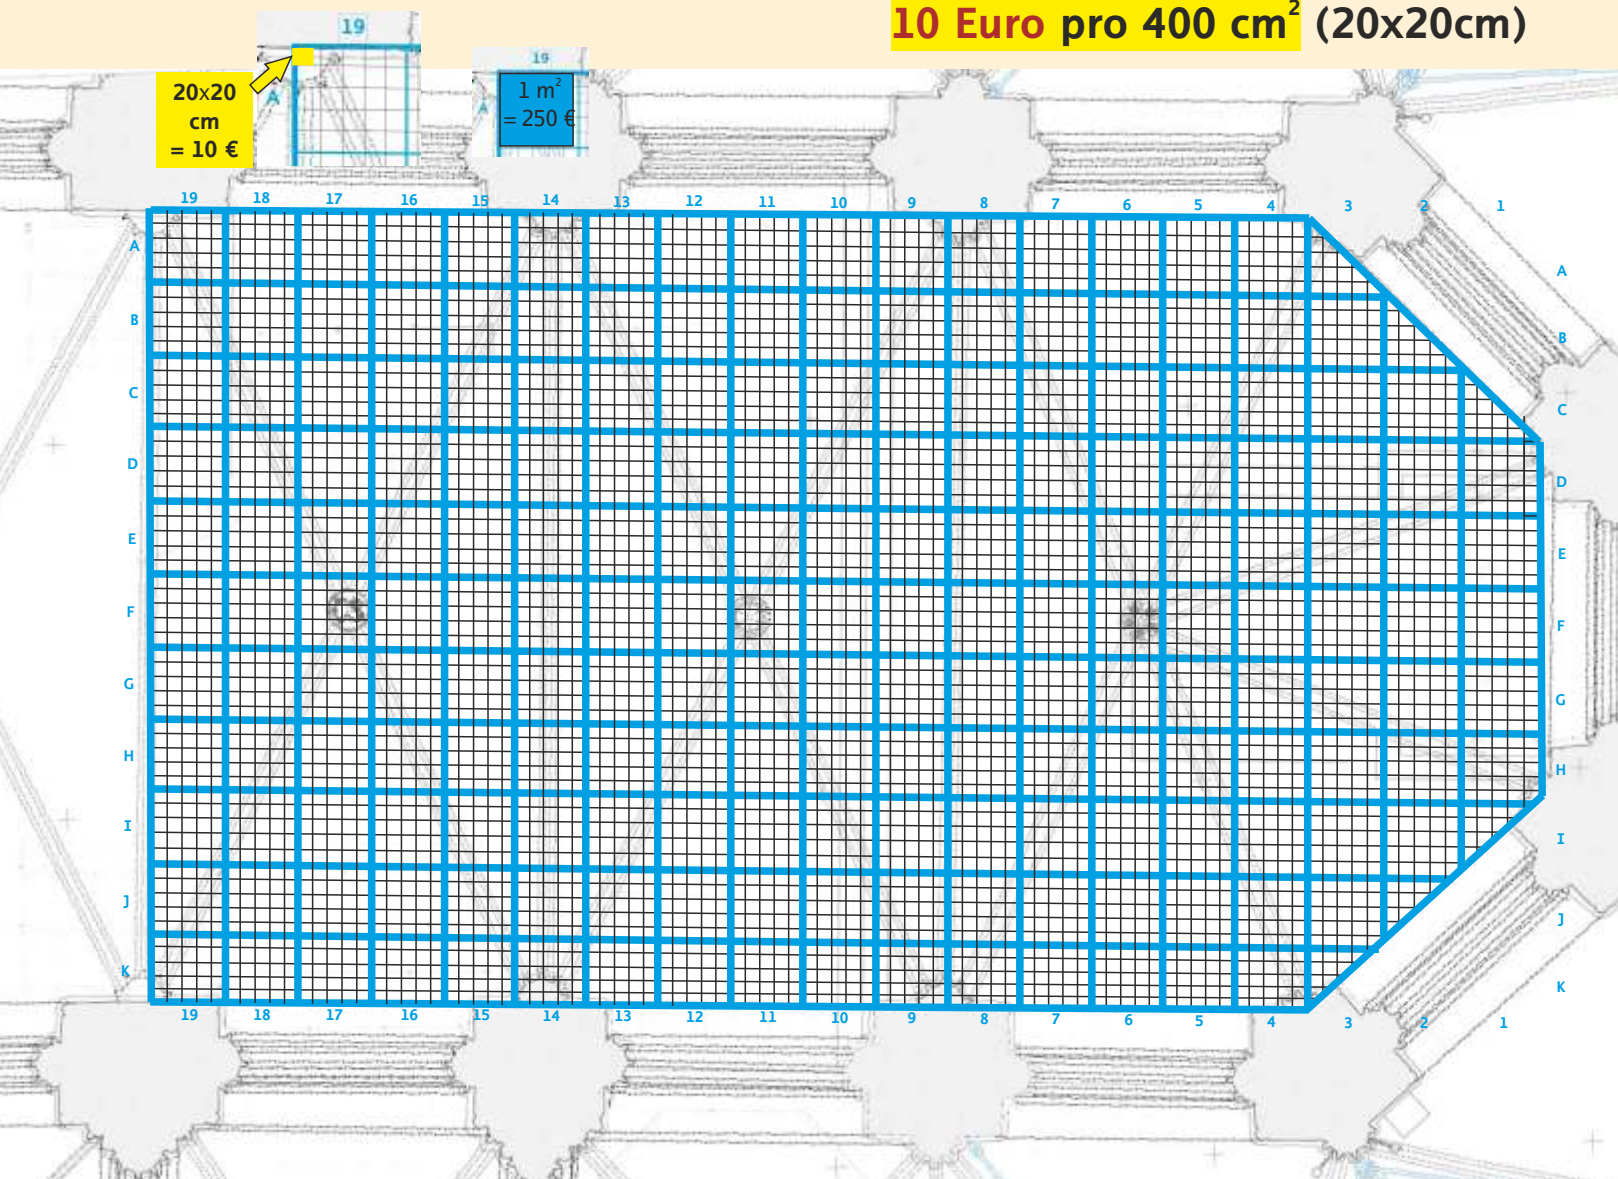 10 Euro pro 400 cm² (20x20cm)
19
A
20x20
cm
= 10 €
19
A
1 m²
= 250 €
19 18 17 16 15 14 13 12 11 10 9 8 7 6 5 4 3 2 1
A A
B B
C C
D D
E E
F F
G G
H H
I I
J J
K K
19 18 17 16 15 14 13 12 11 10 9 8 7 6 5 4 3 2 1